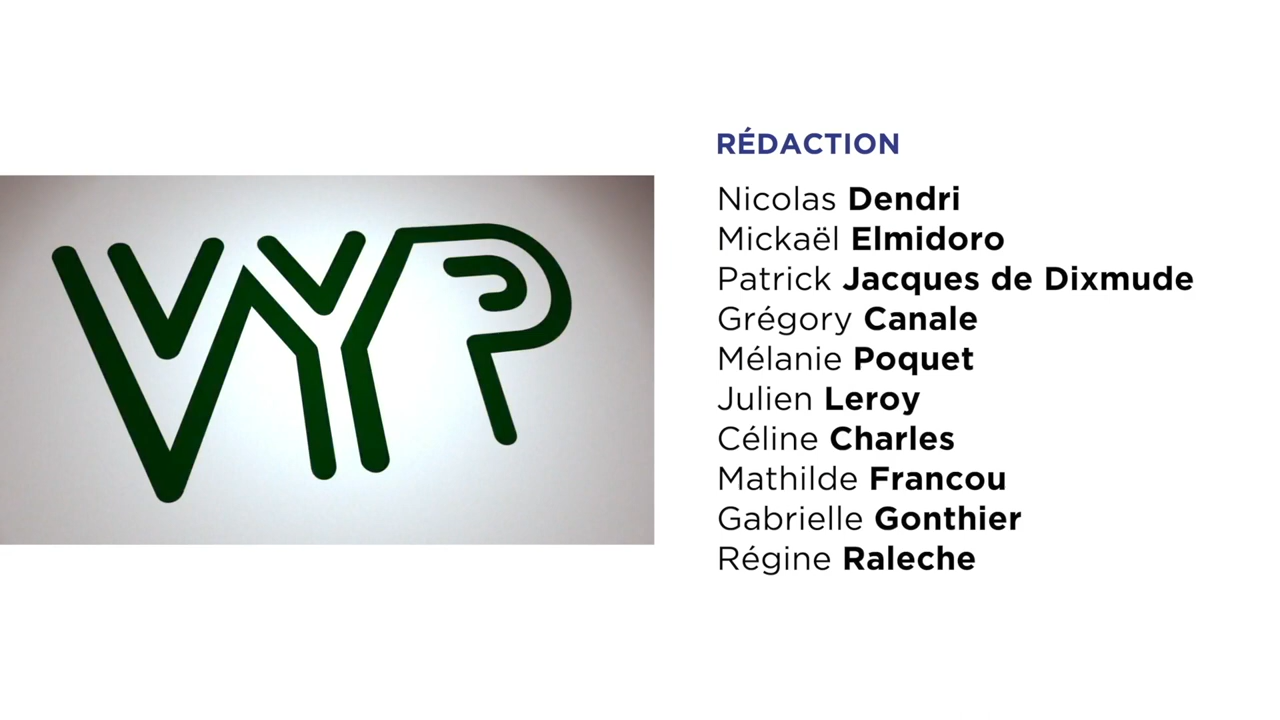 VYP
RÉDACTION
Nicolas Dendri
Mickaël Elmidoro
Patrick Jacques de Dixmude
Grégory Canale
Mélanie Poquet
Julien Leroy
Céline Charles
Mathilde Francou
Gabrielle Gonthier
Régine Raleche